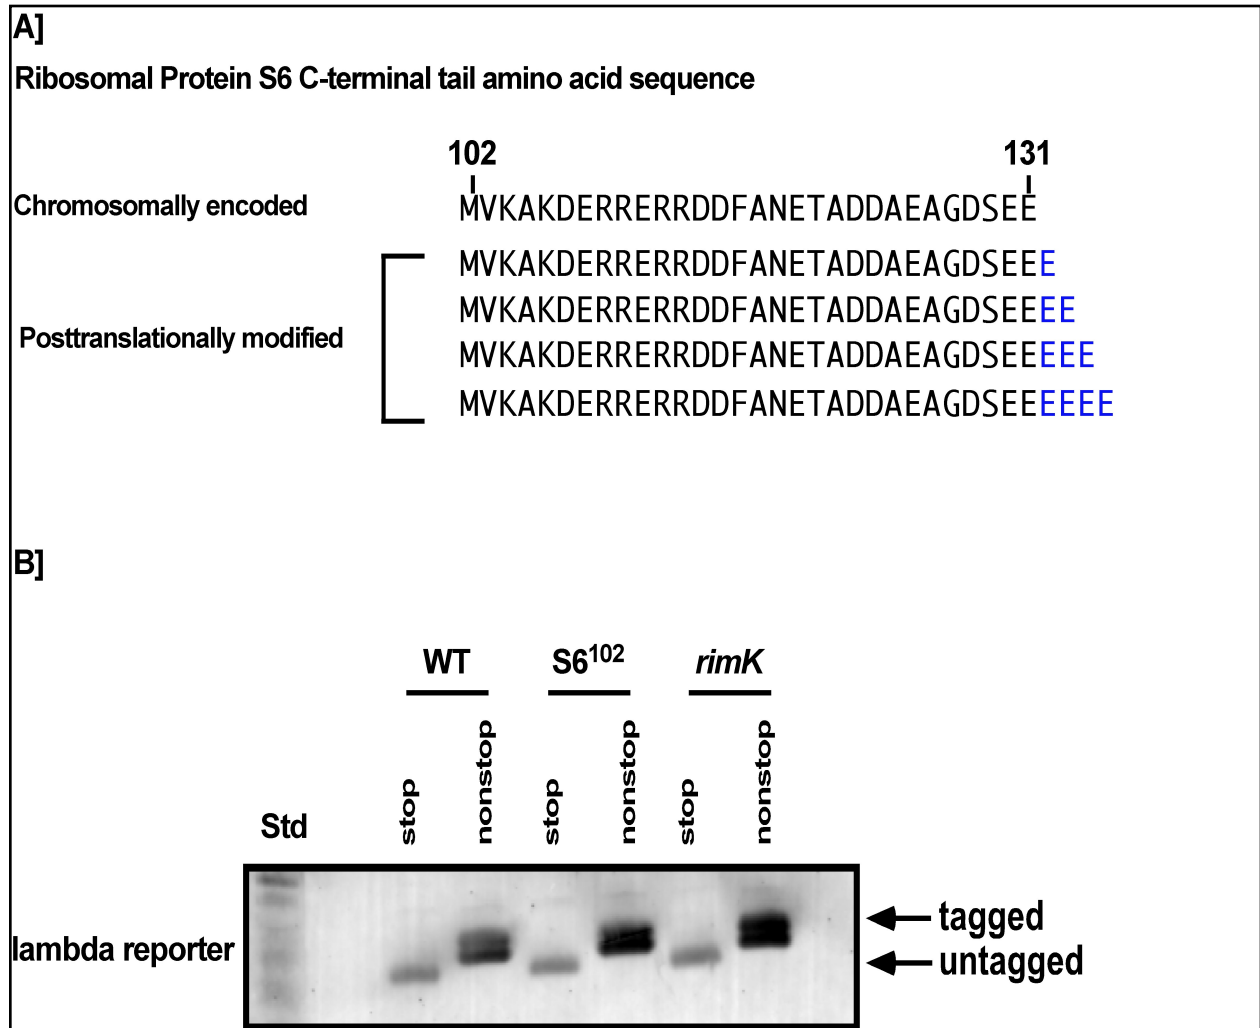 A]
Ribosomal Protein S6 C-terminal tail amino acid sequence
102 131
Chromosomally encoded MVKAKDERRERRDDFANETADDAEAGDSEE
MVKAKDERRERRDDFANETADDAEAGDSEEE
MVKAKDERRERRDDFANETADDAEAGDSEEEE
Posttranslationally modified
MVKAKDERRERRDDFANETADDAEAGDSEEEEE
MVKAKDERRERRDDFANETADDAEAGDSEEEEEE
B]
WT S6102 rimK
stop nonstop stop nonstop stop nonstop
Std
tagged
lambda reporter
untagged